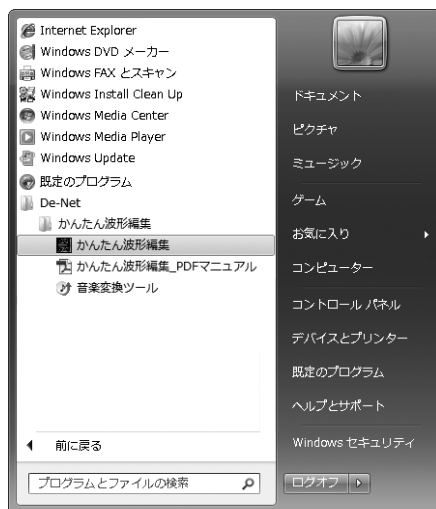 Internet Explorer
Windows DVD メーカー
Windows FAX とスキャン
Windows Install Clean Up
Windows Media Center
Windows Media Player
Windows Update
既定のプログラム
De-Net
かんたん波形編集
かんたん波形編集
かんたん波形編集_PDFマニュアル
音楽変換ツール
前に戻る
プログラムとファイルの検索
ドキュメント
ピクチャ
ミュージック
ゲーム
お気に入り
コンピューター
コントロール パネル
デバイスとプリンター
既定のプログラム
ヘルプとサポート
Windows セキュリティ
ログオフ